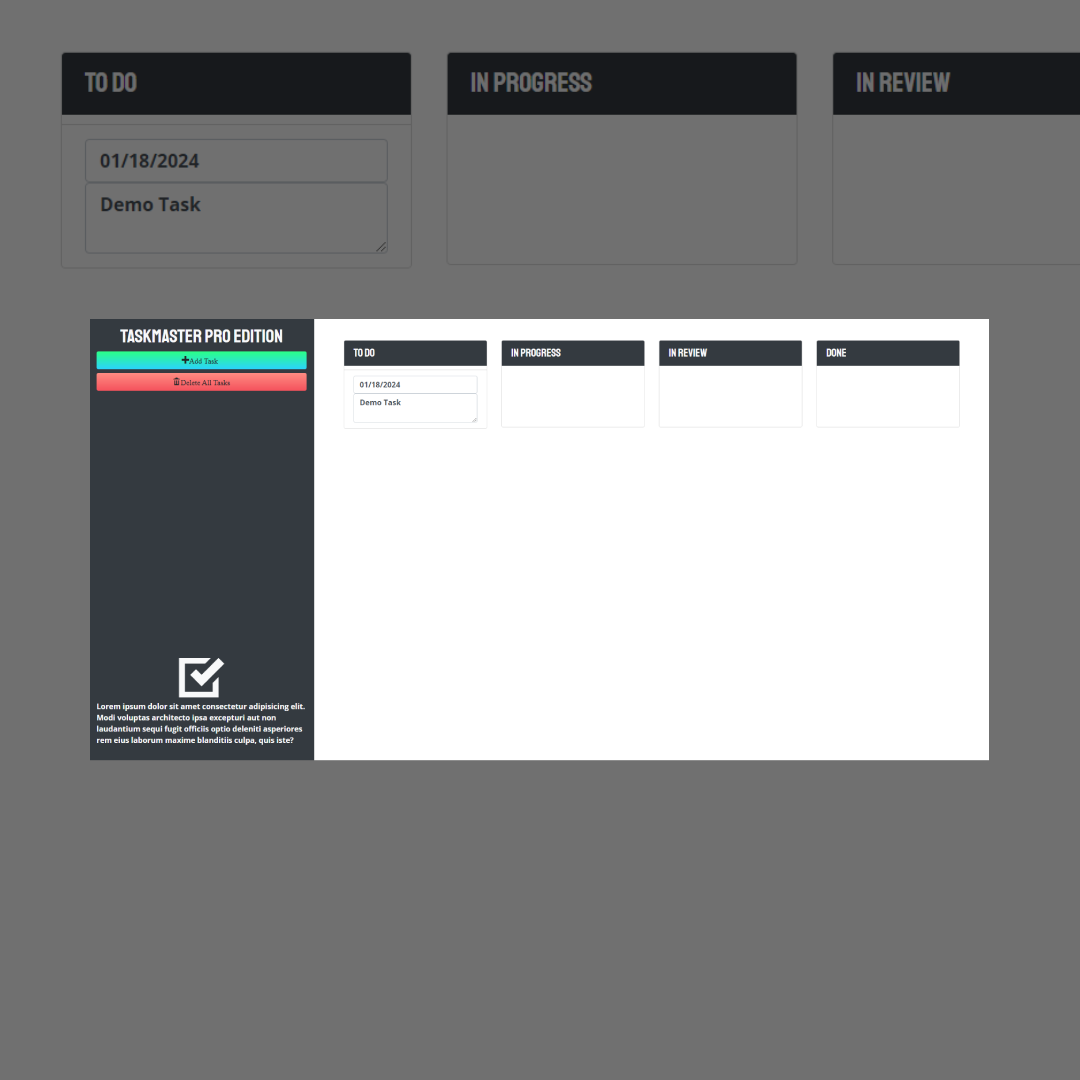 TO DO
IN PROGRESS
IN REVIEW
01/18/2024
Demo Task
TASKMASTER PRO EDITION
Add Task
Delete All Tasks
TO DO
IN PROGRESS
IN REVIEW
DONE
01/18/2024
Demo Task
Lorem ipsum dolor sit amet consectetur adipisicing elit.
Modi voluptas architecto ipsa excepturi aut non
laudantium sequi fugit officiis optio deleniti asperiores
rem eius laborum maxime blanditiis culpa, quis iste?